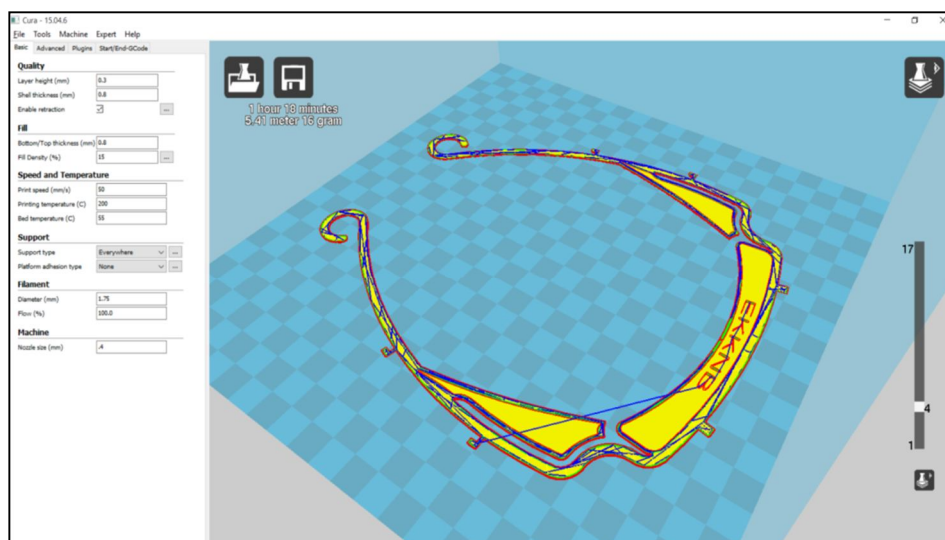 Cura - 15.04.6
File Tools Machine Expert Help
Basic Advanced Plugins Start/End-GCode
Quality
Layer height (mm) 0.3
Shell thickness (mm) 0.8
Enable retraction ...
Fill
Bottom/Top thickness (mm) 0.8
Fill Density (%) 15 ...
Speed and Temperature
Print speed (mm/s) 50
Printing temperature (C) 200
Bed temperature (C) 55
Support
Support type Everywhere ...
Platform adhesion type None ...
Filament
Diameter (mm) 1.75
Flow (%) 100.0
Machine
Nozzle size (mm) .4
1 hour 18 minutes
5.41 meter 16 gram
EKKNB
17
4
1